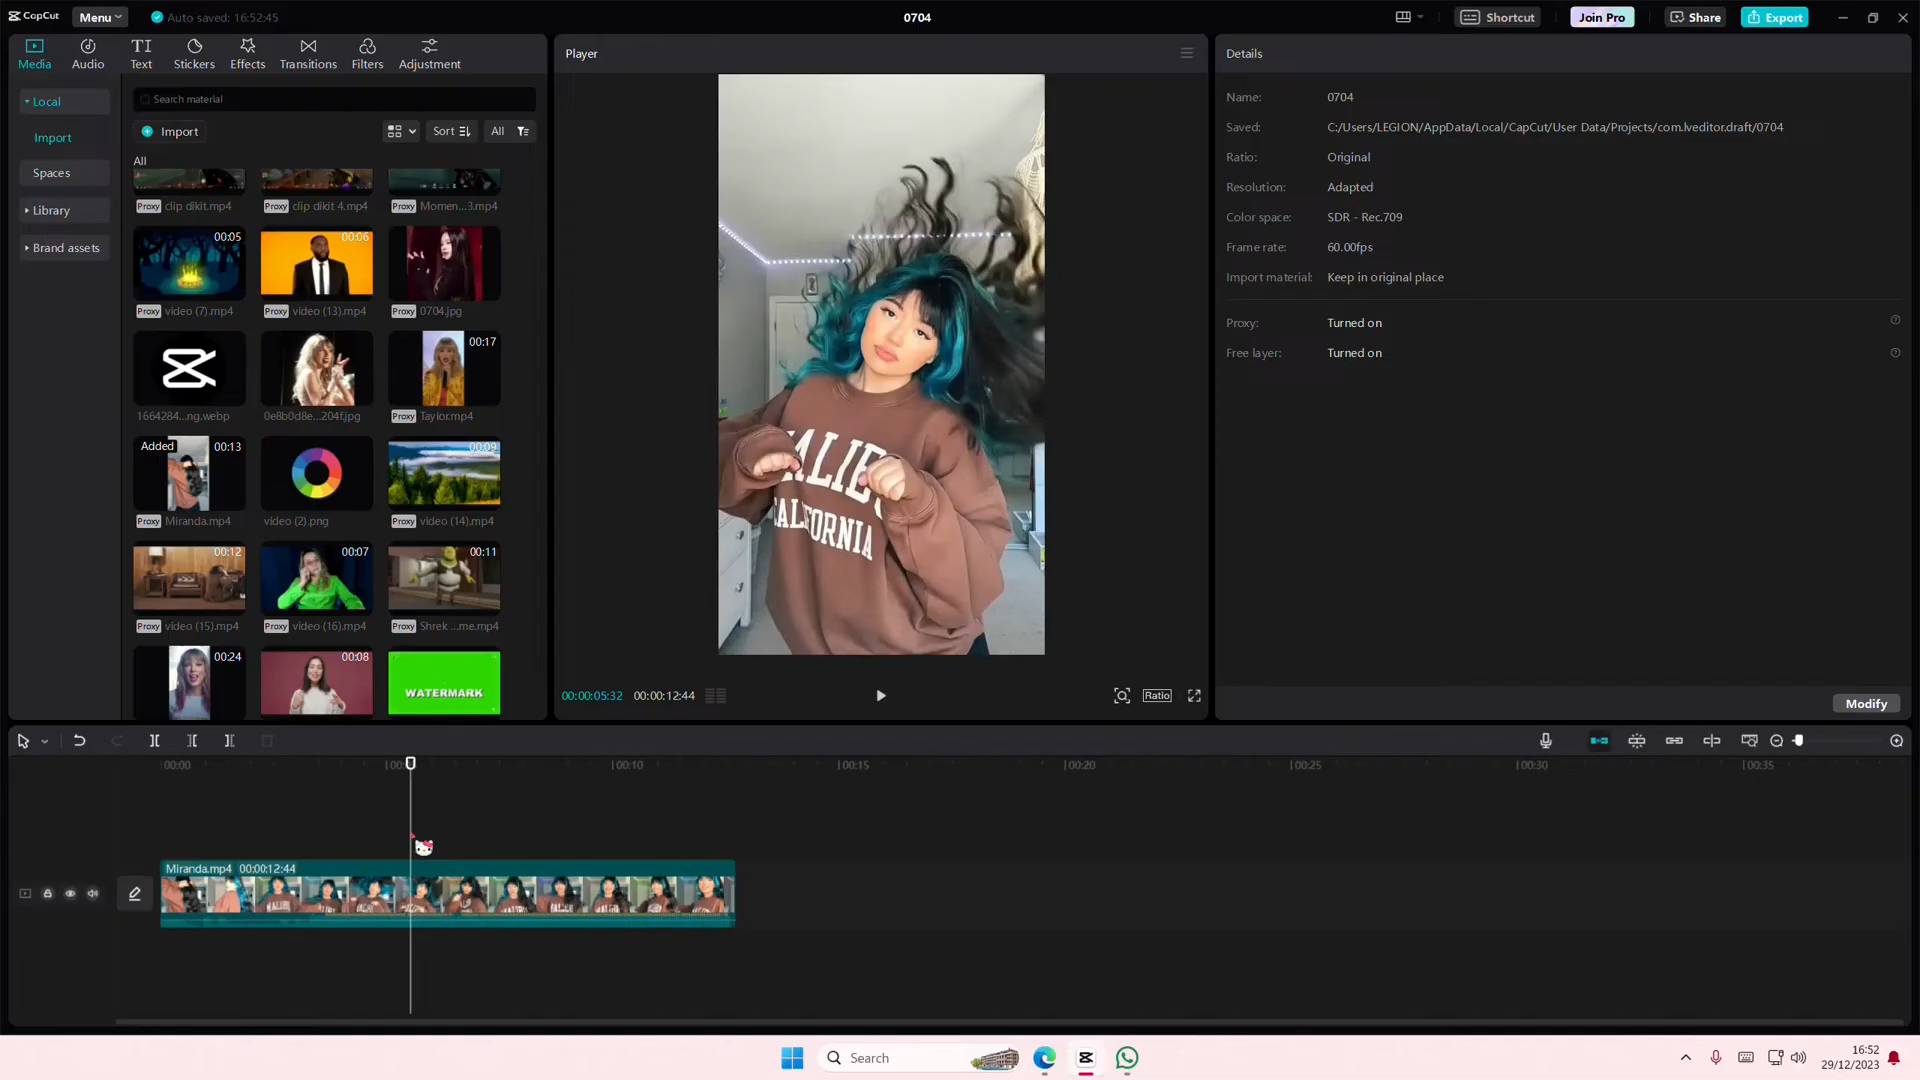 CapCut
Menu
Auto saved: 16:52:45
0704
Shortcut
Join Pro
Share
Export
Media
Audio
Text
Stickers
Effects
Transitions
Filters
Adjustment
Local
Import
Spaces
Library
Brand assets
Search material
Import
Sort
All
All
Proxy clip dikit.mp4
Proxy clip dikit 4.mp4
Proxy Momen...3.mp4
00:05
00:06
Proxy video (7).mp4
Proxy video (13).mp4
Proxy 0704.jpg
00:17
1664284...ng.webp
0e8b0d8e...204f.jpg
Proxy Taylor.mp4
Added 00:13
00:09
Proxy Miranda.mp4
video (2).png
Proxy video (14).mp4
00:12
00:07
00:11
Proxy video (15).mp4
Proxy video (16).mp4
Proxy Shrek ...me.mp4
00:24
00:08
WATERMARK
Player
MALIBU
CALIFORNIA
00:00:05:32 00:00:12:44
Ratio
Details
Name: 0704
Saved: C:/Users/LEGION/AppData/Local/CapCut/User Data/Projects/com.lveditor.draft/0704
Ratio: Original
Resolution: Adapted
Color space: SDR - Rec.709
Frame rate: 60.00fps
Import material: Keep in original place
Proxy: Turned on
Free layer: Turned on
Modify
00:00
00:10
00:15
00:20
00:25
00:30
00:35
Miranda.mp4 00:00:12:44
Search
16:52
29/12/2023